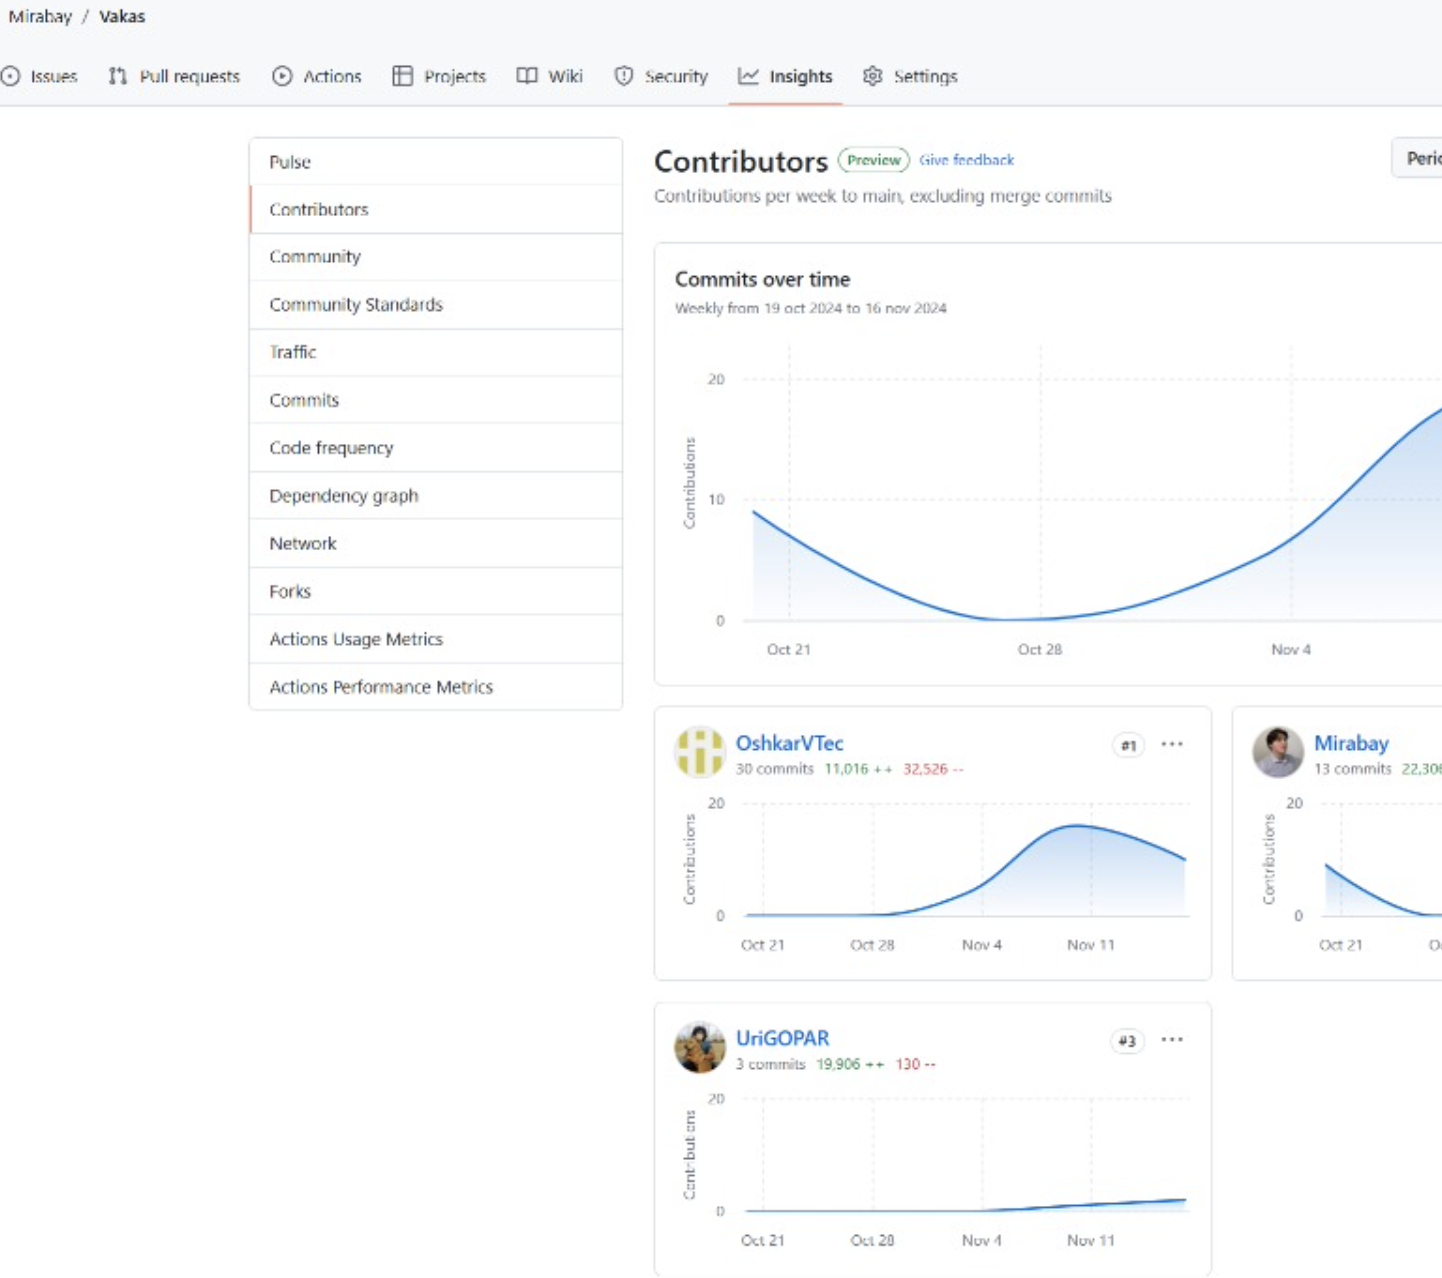 Mirabay / Vakas
Issues Pull requests Actions Projects Wiki Security Insights Settings
Pulse
Contributors
Community
Community Standards
Traffic
Commits
Code frequency
Dependency graph
Network
Forks
Actions Usage Metrics
Actions Performance Metrics
Contributors Preview Give feedback
Contributions per week to main, excluding merge commits
Commits over time
Weekly from 19 oct 2024 to 16 nov 2024
Contributions
20
10
0
Oct 21 Oct 28 Nov 4
OshkarVTec #1
30 commits 11,016 ++ 32,526 --
Contributions
20
0
Oct 21 Oct 28 Nov 4 Nov 11
Mirabay
13 commits 22,306
Contributions
20
0
Oct 21
UriGOPAR #3
3 commits 19,906 ++ 130 --
Contributions
20
0
Oct 21 Oct 28 Nov 4 Nov 11